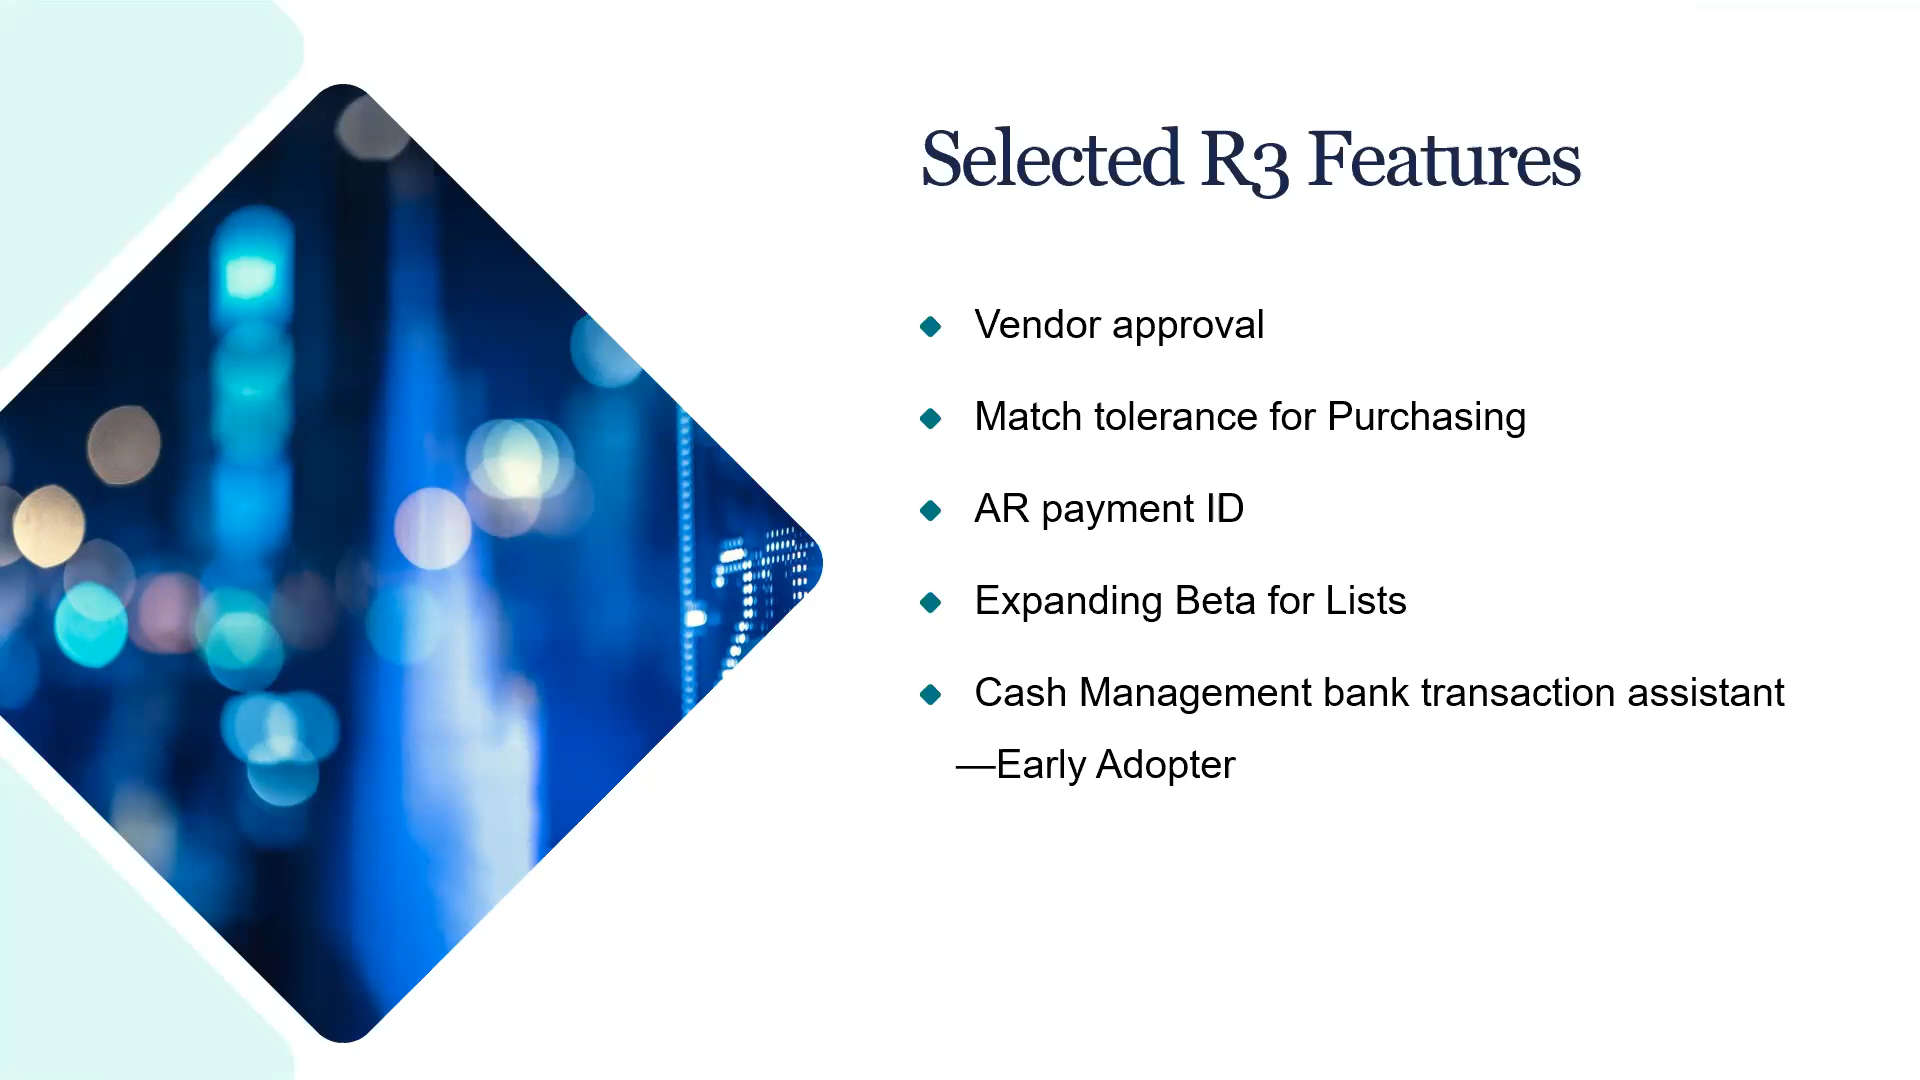 Selected R3 Features
Vendor approval
Match tolerance for Purchasing
AR payment ID
Expanding Beta for Lists
Cash Management bank transaction assistant
—Early Adopter